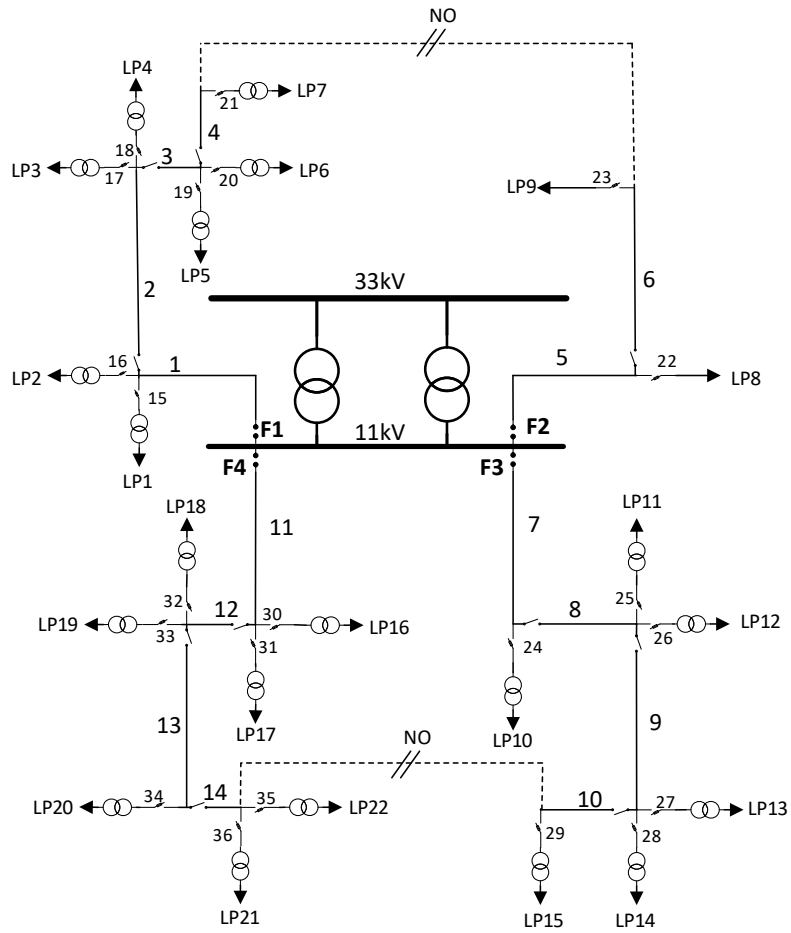 NO
LP4
LP7
21
4
18
3
LP3
17
20
LP6
19
LP9
23
LP5
33kV
2
6
16
1
5
22
LP2
LP8
15
F1
F2
11kV
F4
F3
LP1
LP18
LP11
11
7
32
12
30
8
25
LP19
33
LP16
31
24
26
LP12
13
9
LP17
NO
LP10
14
10
LP20
34
35
LP22
27
LP13
36
29
28
LP21
LP15
LP14